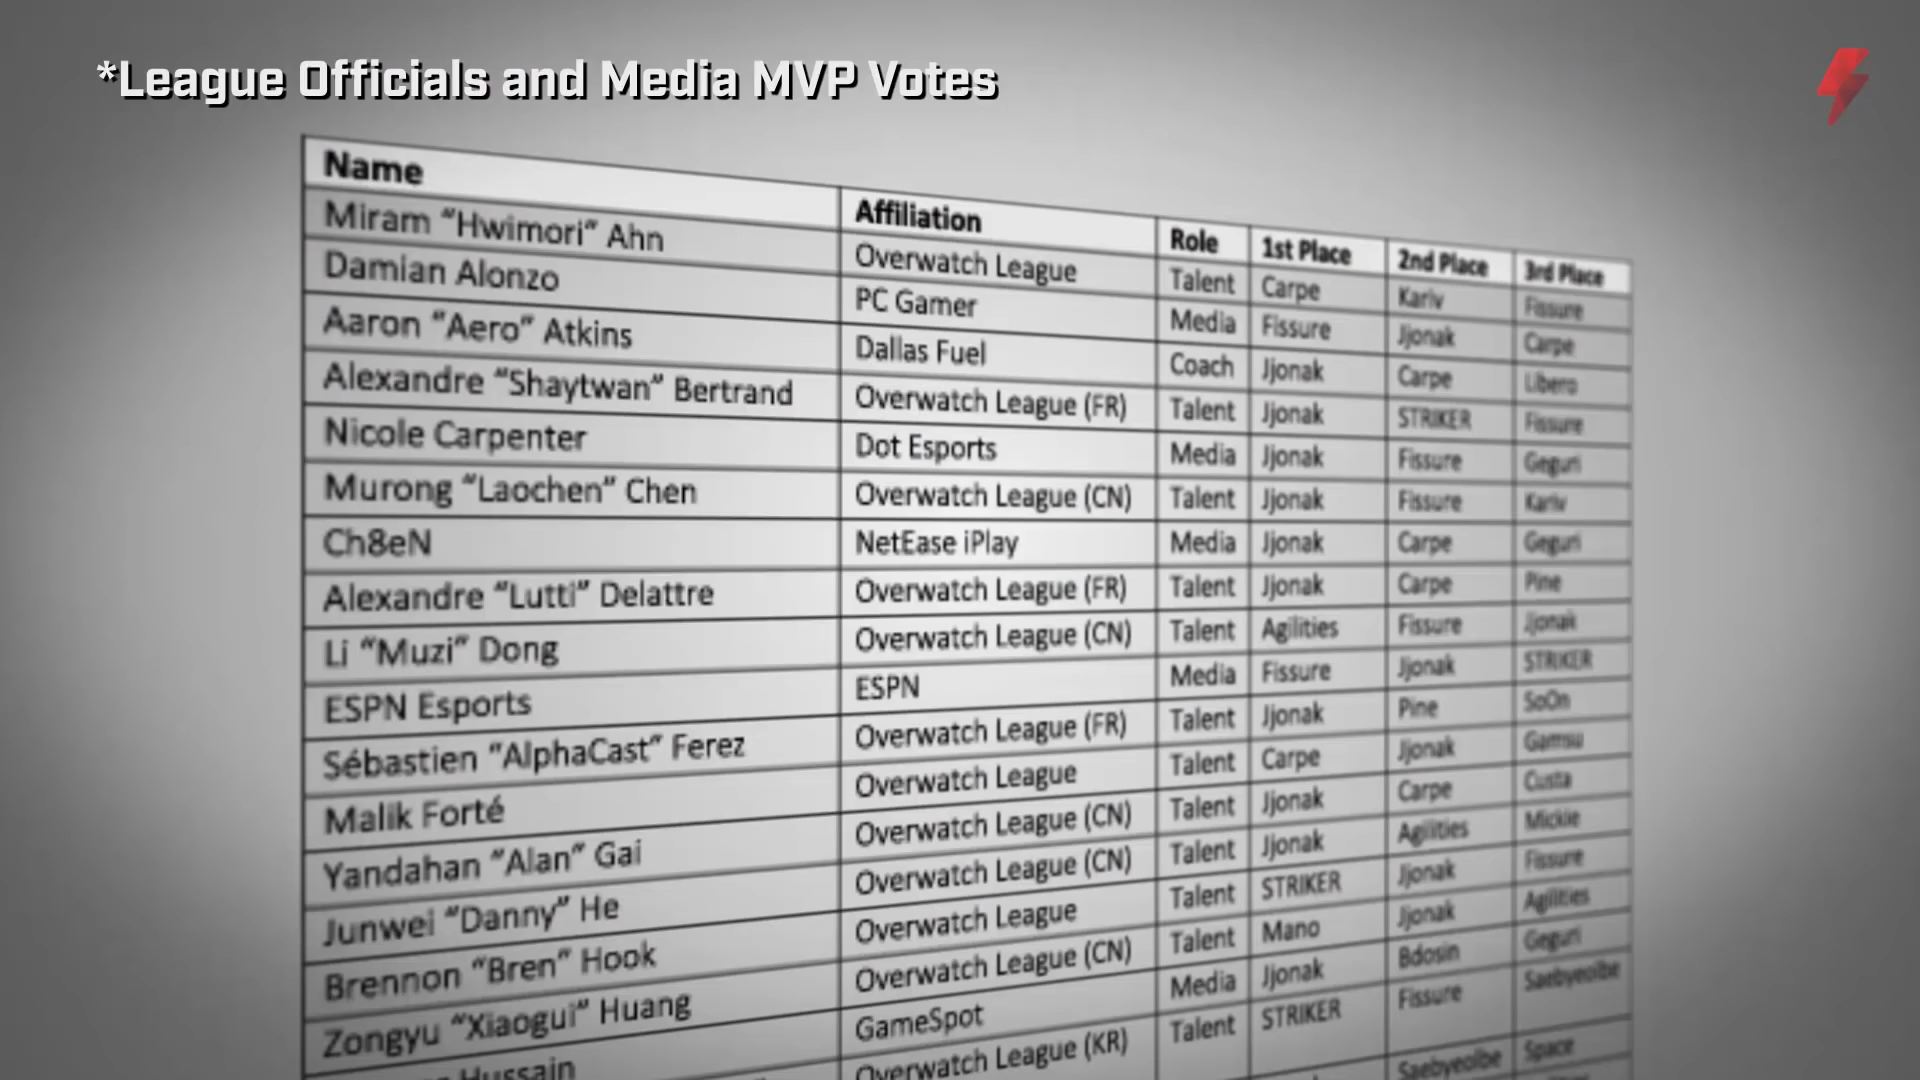 *League Officials and Media MVP Votes
Name Affiliation Role 1st Place 2nd Place 3rd Place
Miram “Hwimori” Ahn Overwatch League Talent Carpe Kariv Fissure
Damian Alonzo PC Gamer Media Fissure Jjonak Carpe
Aaron “Aero” Atkins Dallas Fuel Coach Jjonak Carpe Libero
Alexandre “Shaytwan” Bertrand Overwatch League (FR) Talent Jjonak STRIKER Fissure
Nicole Carpenter Dot Esports Media Jjonak Fissure Geguri
Murong “Laochen” Chen Overwatch League (CN) Talent Jjonak Fissure Kariv
Ch8eN NetEase iPlay Media Jjonak Carpe Geguri
Alexandre “Lutti” Delattre Overwatch League (FR) Talent Jjonak Carpe Pine
Li “Muzi” Dong Overwatch League (CN) Talent Agilities Fissure Jjonak
ESPN Esports ESPN Media Fissure Jjonak STRIKER
Sébastien “AlphaCast” Ferez Overwatch League (FR) Talent Jjonak Pine SoOn
Malik Forté Overwatch League Talent Carpe Jjonak Gamsu
Yandahan “Alan” Gai Overwatch League (CN) Talent Jjonak Carpe Custa
Junwei “Danny” He Overwatch League (CN) Talent Jjonak Agilities Mickie
Brennon “Bren” Hook Overwatch League Talent STRIKER Jjonak Fissure
Zongyu “Xiaogui” Huang Overwatch League (CN) Talent Mano Jjonak Agilities
Hussain GameSpot Media Jjonak Bdosin Geguri
Overwatch League (KR) Talent STRIKER Fissure Saebyeolbe
Saebyeolbe Space